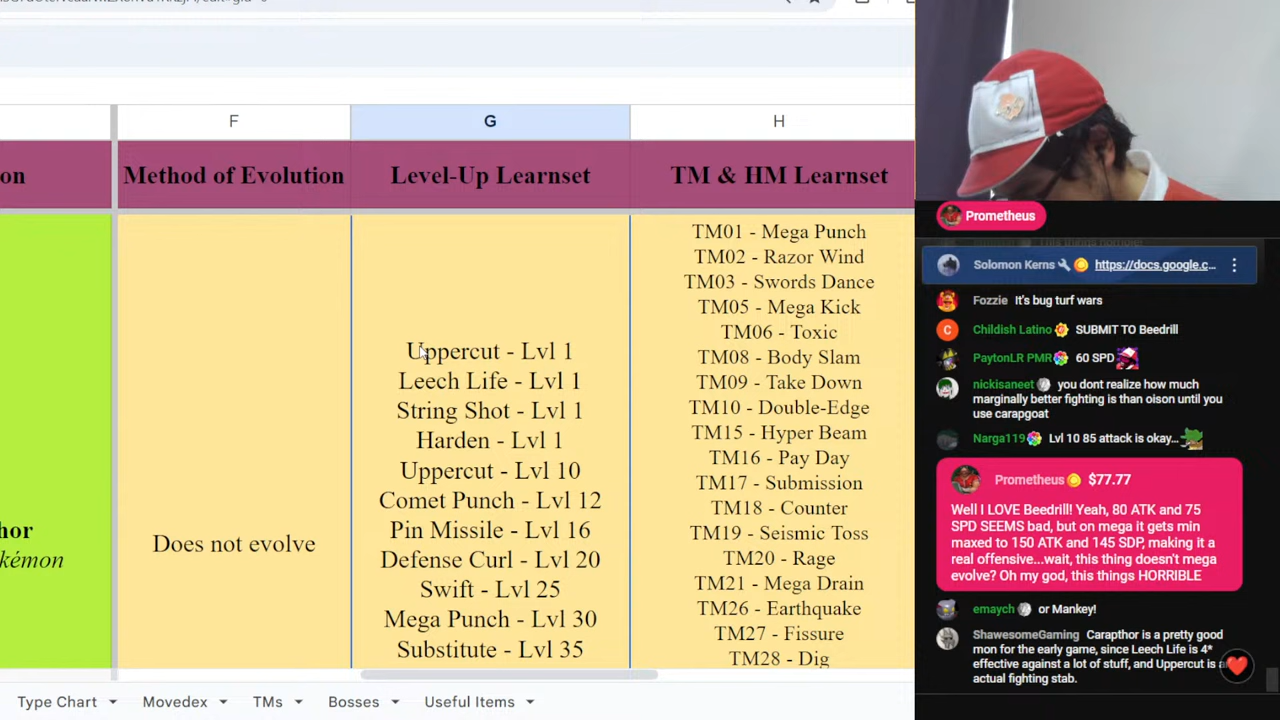 F
G
H
on
Method of Evolution
Level-Up Learnset
TM & HM Learnset
hor
kémon
Does not evolve
Uppercut - Lvl 1
Leech Life - Lvl 1
String Shot - Lvl 1
Harden - Lvl 1
Uppercut - Lvl 10
Comet Punch - Lvl 12
Pin Missile - Lvl 16
Defense Curl - Lvl 20
Swift - Lvl 25
Mega Punch - Lvl 30
Substitute - Lvl 35
TM01 - Mega Punch
TM02 - Razor Wind
TM03 - Swords Dance
TM05 - Mega Kick
TM06 - Toxic
TM08 - Body Slam
TM09 - Take Down
TM10 - Double-Edge
TM15 - Hyper Beam
TM16 - Pay Day
TM17 - Submission
TM18 - Counter
TM19 - Seismic Toss
TM20 - Rage
TM21 - Mega Drain
TM26 - Earthquake
TM27 - Fissure
TM28 - Dig
Type Chart
Movedex
TMs
Bosses
Useful Items
Prometheus
Solomon Kerns https://docs.google.c...
Fozzie It's bug turf wars
Childish Latino SUBMIT TO Beedrill
PaytonLR PMR 60 SPD
nickisaneet you dont realize how much
marginally better fighting is than oison until you
use carapgoat
Narga119 Lvl 10 85 attack is okay...
Prometheus $77.77
Well I LOVE Beedrill! Yeah, 80 ATK and 75
SPD SEEMS bad, but on mega it gets min
maxed to 150 ATK and 145 SDP, making it a
real offensive...wait, this thing doesn't mega
evolve? Oh my god, this things HORRIBLE
emaych or Mankey!
ShawesomeGaming Carapthor is a pretty good
mon for the early game, since Leech Life is 4*
effective against a lot of stuff, and Uppercut is a
actual fighting stab.